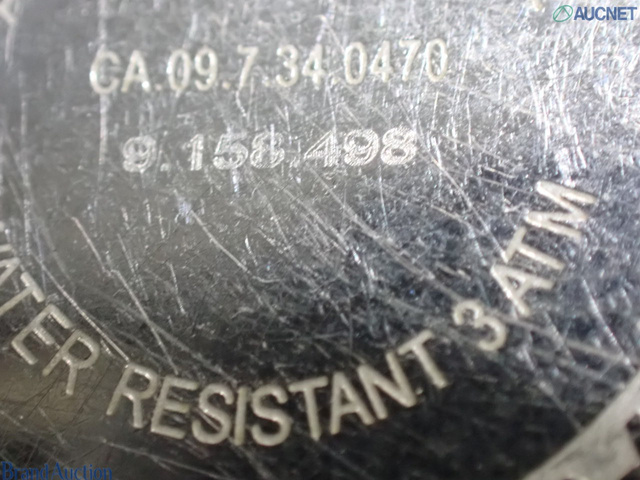 AUCNET
CA.09.7.34.0470
9.158.498
WATER RESISTANT 3 ATM
Brand Auction